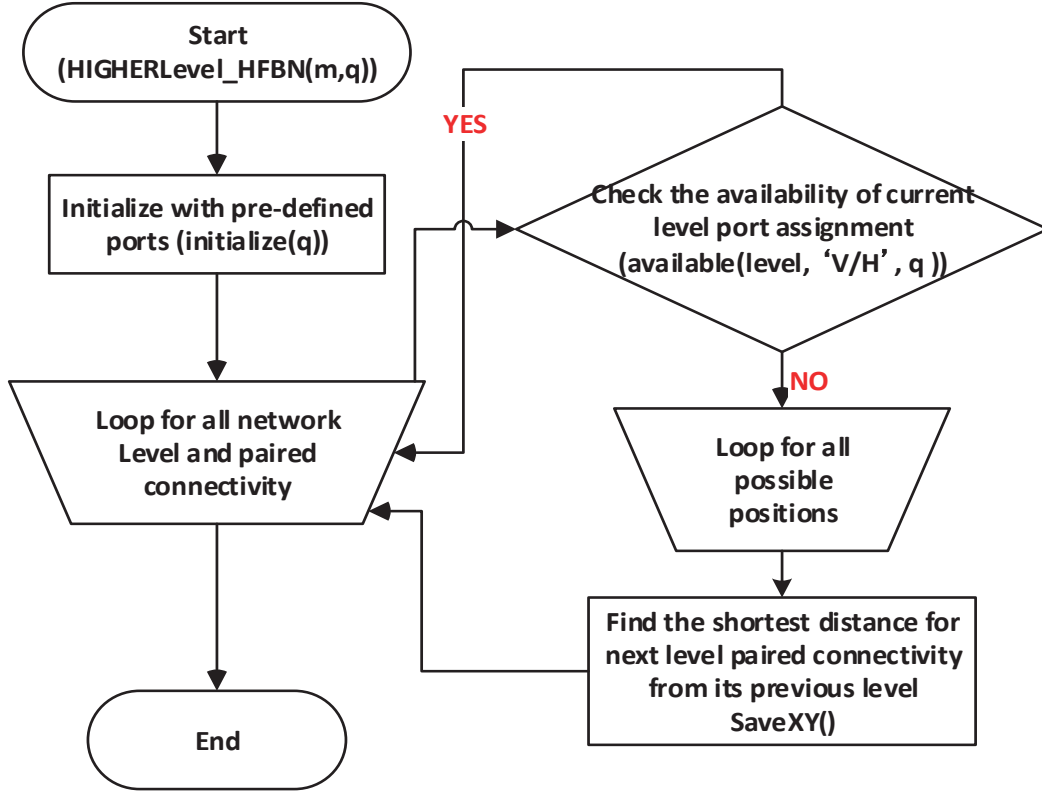 Start
(HIGHERLevel_HFBN(m,q))
YES
Initialize with pre-defined
ports (initialize(q))
Check the availability of current
level port assignment
(available(level, ‘V/H’, q ))
NO
Loop for all network
Level and paired
connectivity
Loop for all
possible
positions
Find the shortest distance for
next level paired connectivity
from its previous level
SaveXY()
End